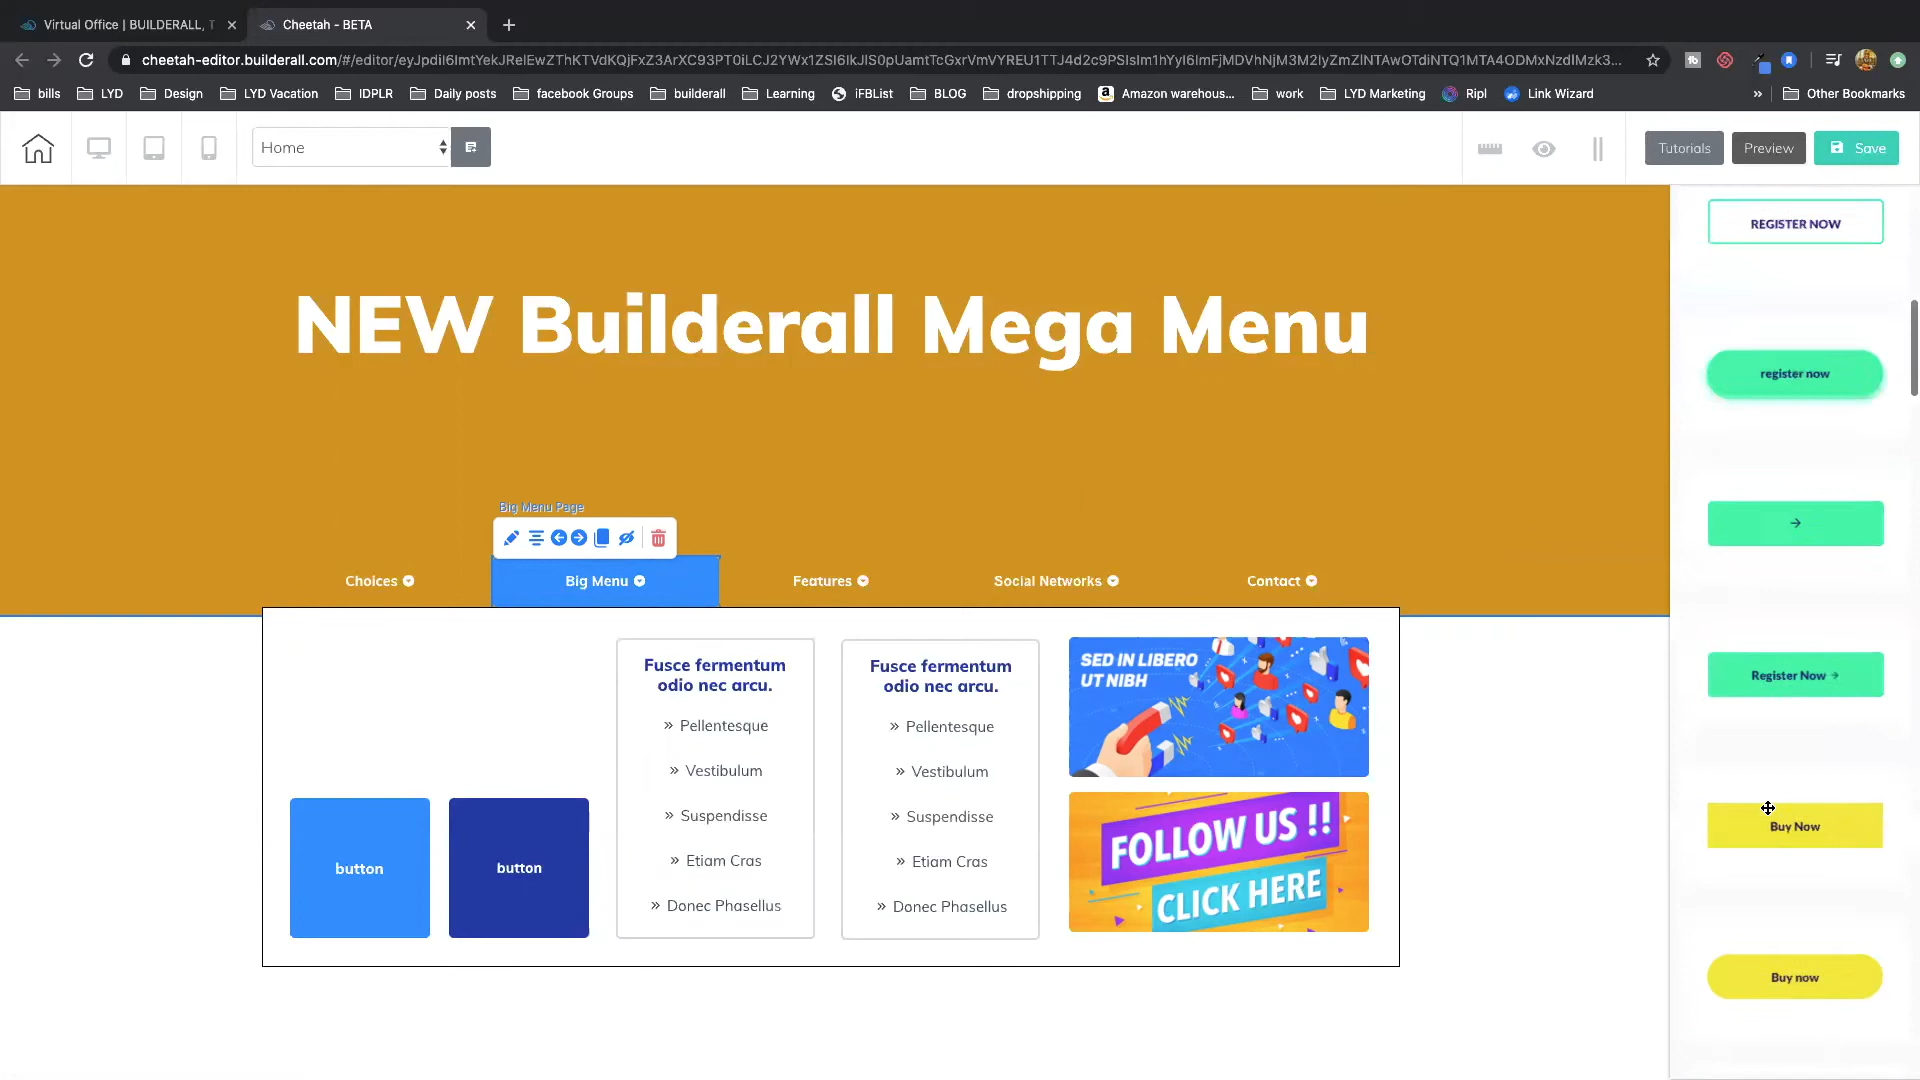 Virtual Office | BUILDERALL, T
Cheetah - BETA
cheetah-editor.builderall.com
bills
LYD
Design
LYD Vacation
IDPLR
Daily posts
facebook Groups
builderall
Learning
iFBList
BLOG
dropshipping
Amazon warehous...
work
LYD Marketing
Ripl
Link Wizard
»
Other Bookmarks
Home
Tutorials
Preview
Save
NEW Builderall Mega Menu
Big Menu Page
Choices
Big Menu
Features
Social Networks
Contact
button
button
Fusce fermentum
odio nec arcu.
» Pellentesque
» Vestibulum
» Suspendisse
» Etiam Cras
» Donec Phasellus
Fusce fermentum
odio nec arcu.
» Pellentesque
» Vestibulum
» Suspendisse
» Etiam Cras
» Donec Phasellus
SED IN LIBERO
UT NIBH
FOLLOW US !!
CLICK HERE
REGISTER NOW
register now
Register Now
Buy Now
Buy now